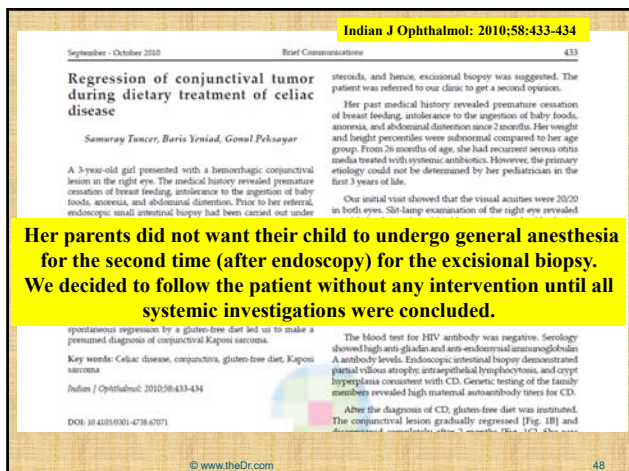 Indian J Ophthalmol: 2010;58:433-434
September - October 2010 Brief Communications 433
Regression of conjunctival tumor
during dietary treatment of celiac
disease
Samuray Tuncer, Baris Yeniad, Gonul Peksayar
A 3-year-old girl presented with a hemorrhagic conjunctival
lesion in the right eye. The medical history revealed premature
cessation of breast feeding, intolerance to the ingestion of baby
foods, anorexia, and abdominal distention. Prior to her referral,
endoscopic small intestinal biopsy had been carried out under
steroids, and hence, excisional biopsy was suggested. The
patient was referred to our clinic to get a second opinion.
Her past medical history revealed premature cessation
of breast feeding, intolerance to the ingestion of baby foods,
anorexia, and abdominal distention since 2 months. Her weight
and height percentiles were subnormal compared to her age
group. From 26 months of age, she had recurrent serous otitis
media treated with systemic antibiotics. However, the primary
etiology could not be determined by her pediatrician in the
first 3 years of life.
Our initial visit showed that the visual acuities were 20/20
in both eyes. Slit-lamp examination of the right eye revealed
Her parents did not want their child to undergo general anesthesia
for the second time (after endoscopy) for the excisional biopsy.
We decided to follow the patient without any intervention until all
systemic investigations were concluded.
spontaneous regression by a gluten-free diet led us to make a
presumed diagnosis of conjunctival Kaposi sarcoma.
Key words: Celiac disease, conjunctiva, gluten-free diet, Kaposi
sarcoma
Indian J Ophthalmol: 2010;58:433-434
DOI: 10.4103/0301-4738.67071
The blood test for HIV antibody was negative. Serology
showed high anti-gliadin and anti-endomysial immunoglobulin
A antibody levels. Endoscopic intestinal biopsy demonstrated
partial villous atrophy, intraepithelial lymphocytosis, and crypt
hyperplasia consistent with CD. Genetic testing of the family
members revealed high maternal autoantibody titers for CD.
After the diagnosis of CD, gluten-free diet was instituted.
The conjunctival lesion gradually regressed [Fig. 1B] and
disappeared completely after 2 months [Fig. 1C]. She was
© www.theDr.com 48